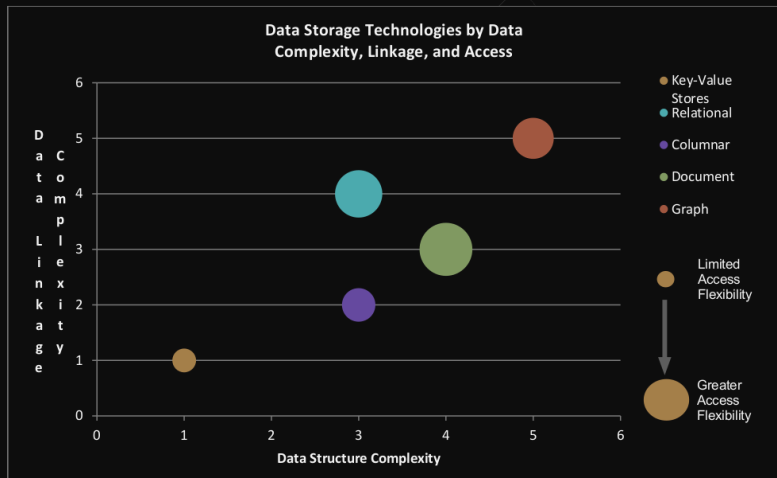 Data Storage Technologies by Data
Complexity, Linkage, and Access
Data Linkage
Complexity
6
5
4
3
2
1
0
0 1 2 3 4 5 6
Data Structure Complexity
Key-Value
Stores
Relational
Columnar
Document
Graph
Limited
Access
Flexibility
Greater
Access
Flexibility